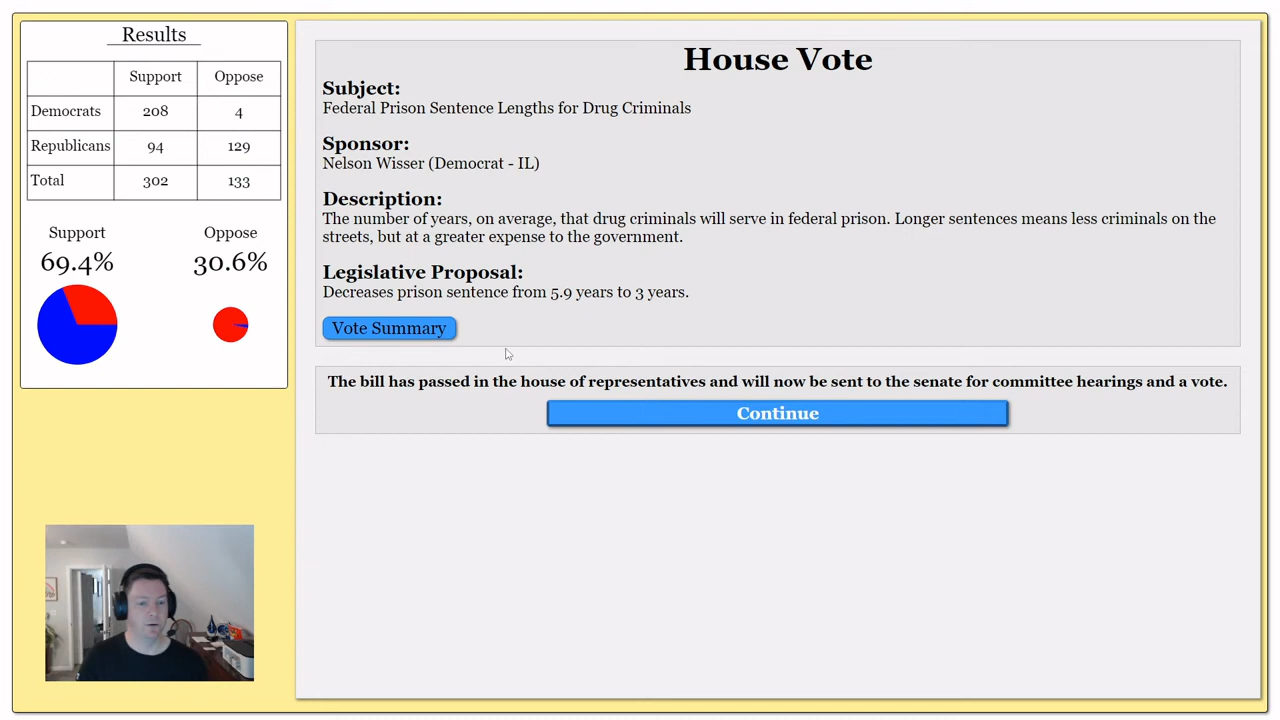 Results
Support Oppose
Democrats 208 4
Republicans 94 129
Total 302 133
Support Oppose
69.4% 30.6%
House Vote
Subject:
Federal Prison Sentence Lengths for Drug Criminals
Sponsor:
Nelson Wisser (Democrat - IL)
Description:
The number of years, on average, that drug criminals will serve in federal prison. Longer sentences means less criminals on the
streets, but at a greater expense to the government.
Legislative Proposal:
Decreases prison sentence from 5.9 years to 3 years.
Vote Summary
The bill has passed in the house of representatives and will now be sent to the senate for committee hearings and a vote.
Continue